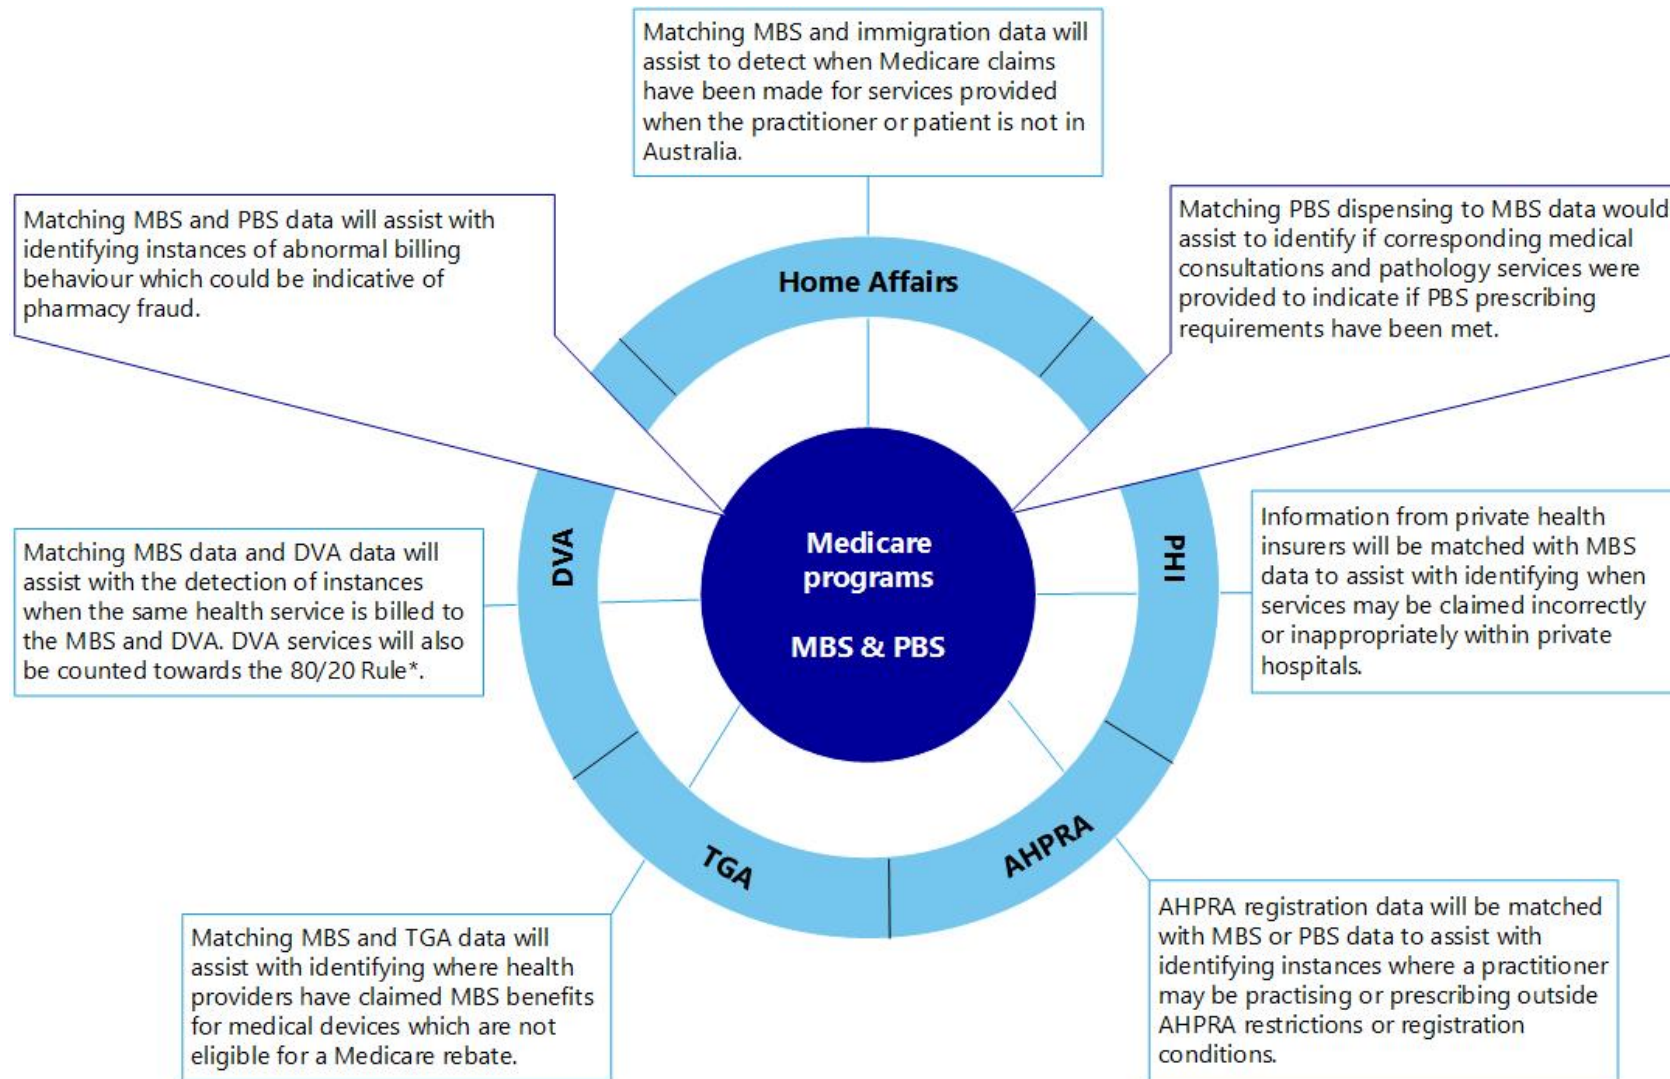 Matching MBS and immigration data will
assist to detect when Medicare claims
have been made for services provided
when the practitioner or patient is not in
Australia.
Matching MBS and PBS data will assist with
identifying instances of abnormal billing
behaviour which could be indicative of
pharmacy fraud.
Matching PBS dispensing to MBS data would
assist to identify if corresponding medical
consultations and pathology services were
provided to indicate if PBS prescribing
requirements have been met.
Home Affairs
DVA
Medicare
programs
MBS & PBS
PHI
Matching MBS data and DVA data will
assist with the detection of instances
when the same health service is billed to
the MBS and DVA. DVA services will also
be counted towards the 80/20 Rule*.
Information from private health
insurers will be matched with MBS
data to assist with identifying when
services may be claimed incorrectly
or inappropriately within private
hospitals.
TGA
AHPRA
Matching MBS and TGA data will
assist with identifying where health
providers have claimed MBS benefits
for medical devices which are not
eligible for a Medicare rebate.
AHPRA registration data will be matched
with MBS or PBS data to assist with
identifying instances where a practitioner
may be practising or prescribing outside
AHPRA restrictions or registration
conditions.